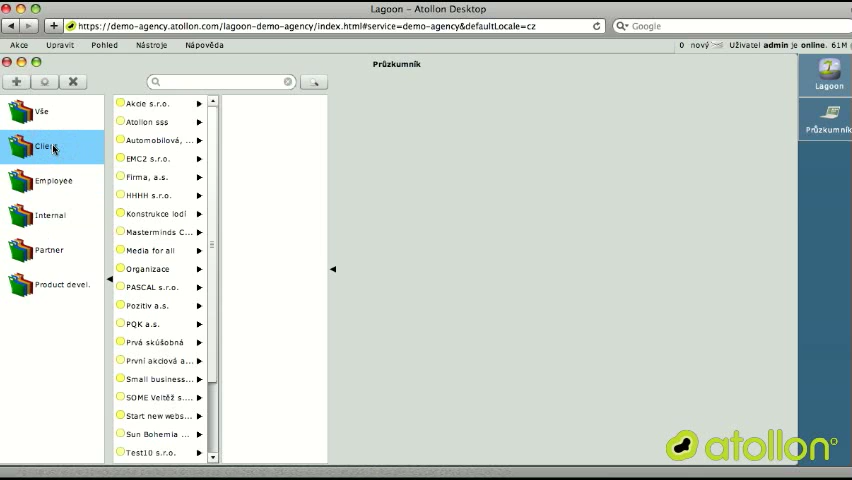 Lagoon - Atollon Desktop
https://demo-agency.atollon.com/lagoon-demo-agency/index.html#service=demo-agency&defaultLocale=cz
Google
Akce Upravit Pohled Nástroje Nápověda
0 nový Uživatel admin je online. 61M
Průzkumník
Lagoon
Průzkumník
Vše
Client
Employee
Internal
Partner
Product devel.
Akcie s.r.o.
Atollon sss
Automobilová, ...
EMC2 s.r.o.
Firma, a.s.
HHHH s.r.o.
Konstrukce lodí
Masterminds C...
Media for all
Organizace
PASCAL s.r.o.
Pozitiv a.s.
PQK a.s.
Prvá skúšobná
První akciová a...
Small business...
SOME Veltěž s....
Start new webs...
Sun Bohemia ...
Test10 s.r.o.
atollon